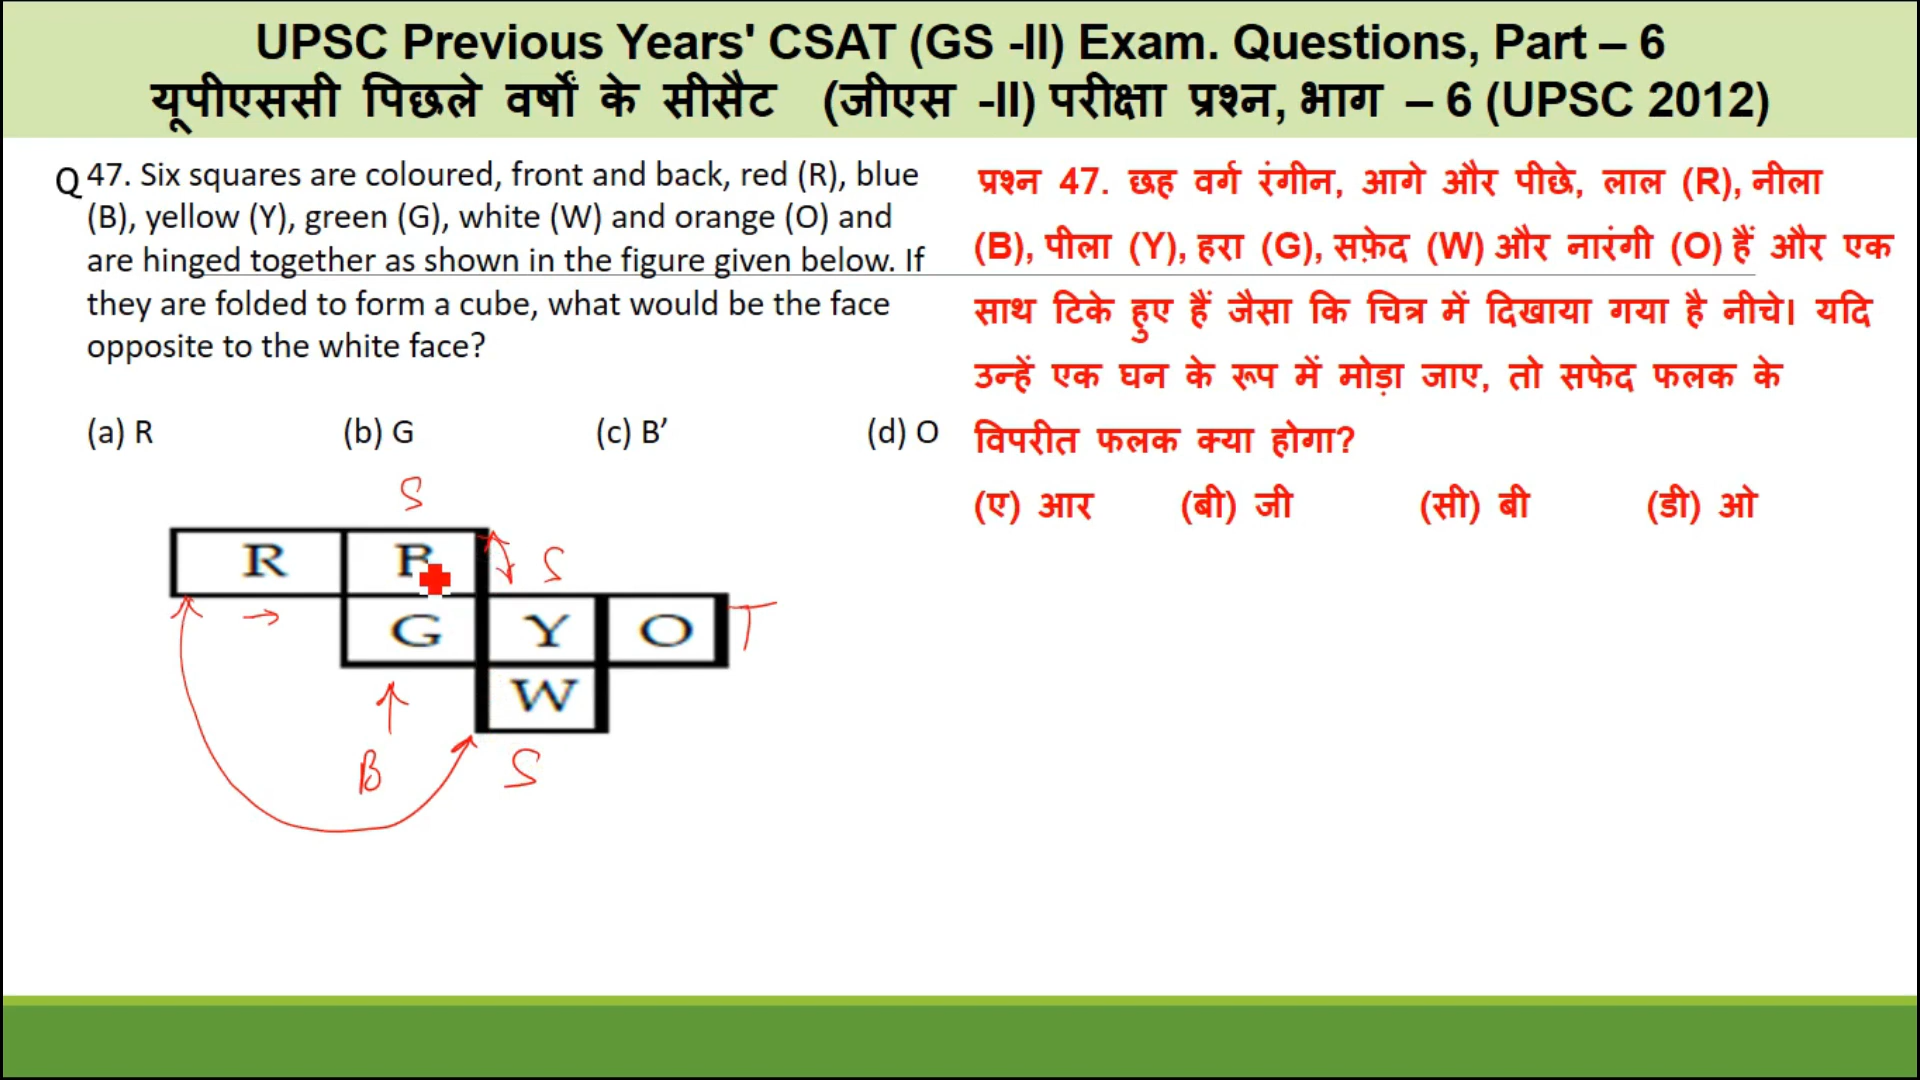 UPSC Previous Years' CSAT (GS -II) Exam. Questions, Part – 6
यूपीएससी पिछले वर्षों के सीसैट (जीएस -II) परीक्षा प्रश्न, भाग – 6 (UPSC 2012)
Q 47. Six squares are coloured, front and back, red (R), blue
(B), yellow (Y), green (G), white (W) and orange (O) and
are hinged together as shown in the figure given below. If
they are folded to form a cube, what would be the face
opposite to the white face?
(a) R (b) G (c) B’ (d) O
प्रश्न 47. छह वर्ग रंगीन, आगे और पीछे, लाल (R), नीला
(B), पीला (Y), हरा (G), सफ़ेद (W) और नारंगी (O) हैं और एक
साथ टिके हुए हैं जैसा कि चित्र में दिखाया गया है नीचे। यदि
उन्हें एक घन के रूप में मोड़ा जाए, तो सफेद फलक के
विपरीत फलक क्या होगा?
(ए) आर (बी) जी (सी) बी (डी) ओ
S
R S
G Y O T
W
B S